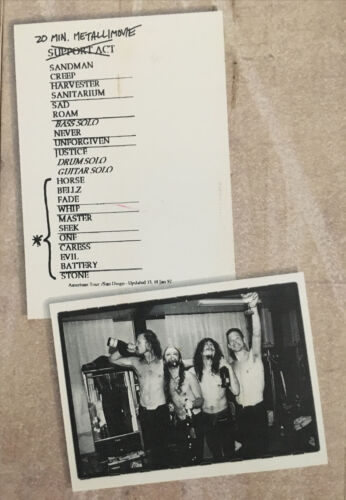 20 MIN. METALLIMOVIE
SUPPORT ACT
SANDMAN
CREEP
HARVESTER
SANITARIUM
SAD
ROAM
BASS SOLO
NEVER
UNFORGIVEN
JUSTICE
DRUM SOLO
GUITAR SOLO
HORSE
BELLZ
FADE
WHIP
MASTER
SEEK
* ONE
CARESS
EVIL
BATTERY
STONE
American Tour /San Diego - Updated 13, 14 Jan 92